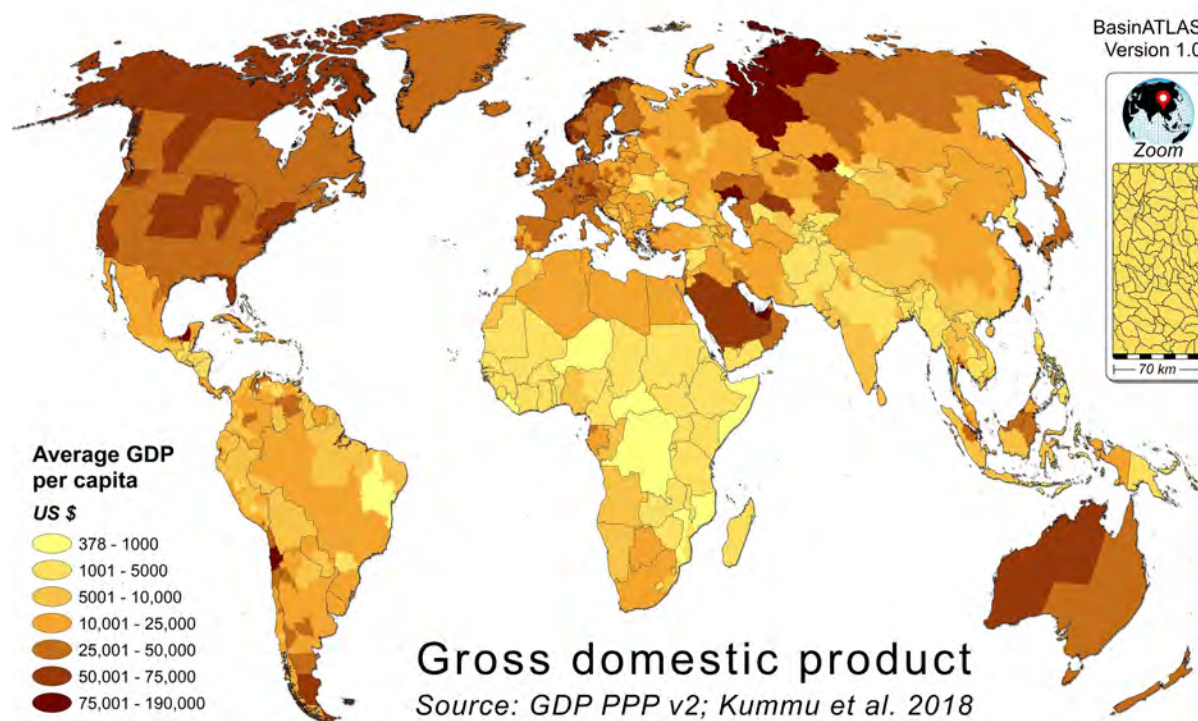 BasinATLAS
Version 1.0
Zoom
70 km
Average GDP
per capita
US $
378 - 1000
1001 - 5000
5001 - 10,000
10,001 - 25,000
25,001 - 50,000
50,001 - 75,000
75,001 - 190,000
Gross domestic product
Source: GDP PPP v2; Kummu et al. 2018